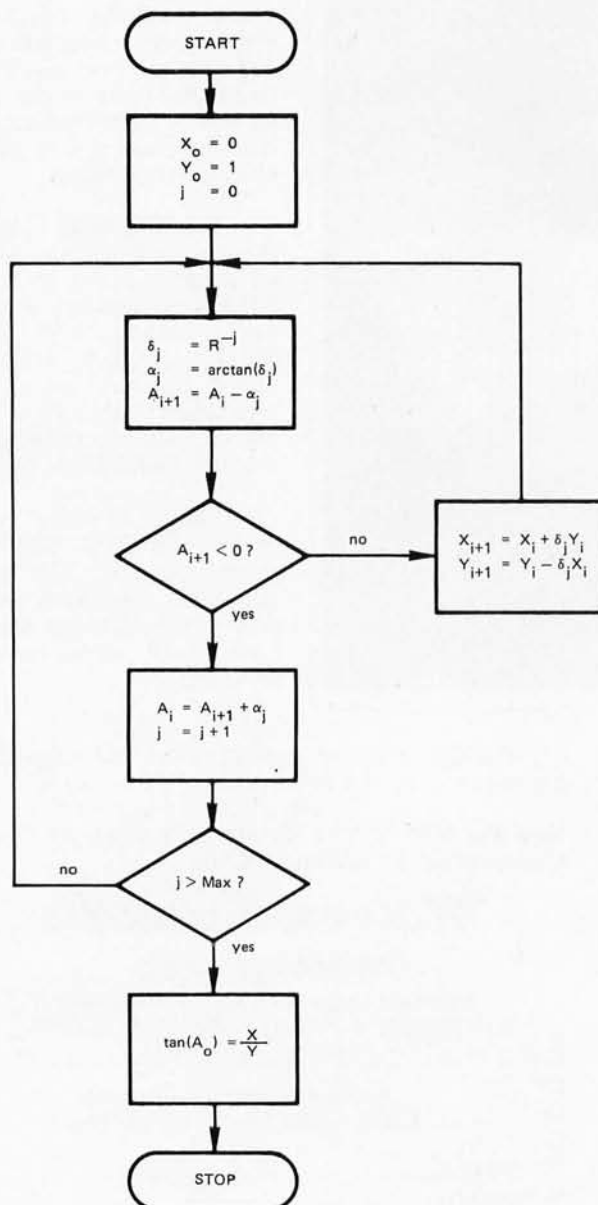 START
X₀ = 0
Y₀ = 1
j = 0
δⱼ = R⁻ʲ
αⱼ = arctan(δⱼ)
Aᵢ₊₁ = Aᵢ − αⱼ
Aᵢ₊₁ < 0 ?
no
Xᵢ₊₁ = Xᵢ + δⱼYᵢ
Yᵢ₊₁ = Yᵢ − δⱼXᵢ
yes
Aᵢ = Aᵢ₊₁ + αⱼ
j = j + 1
no
j > Max ?
yes
tan(A₀) = X/Y
STOP